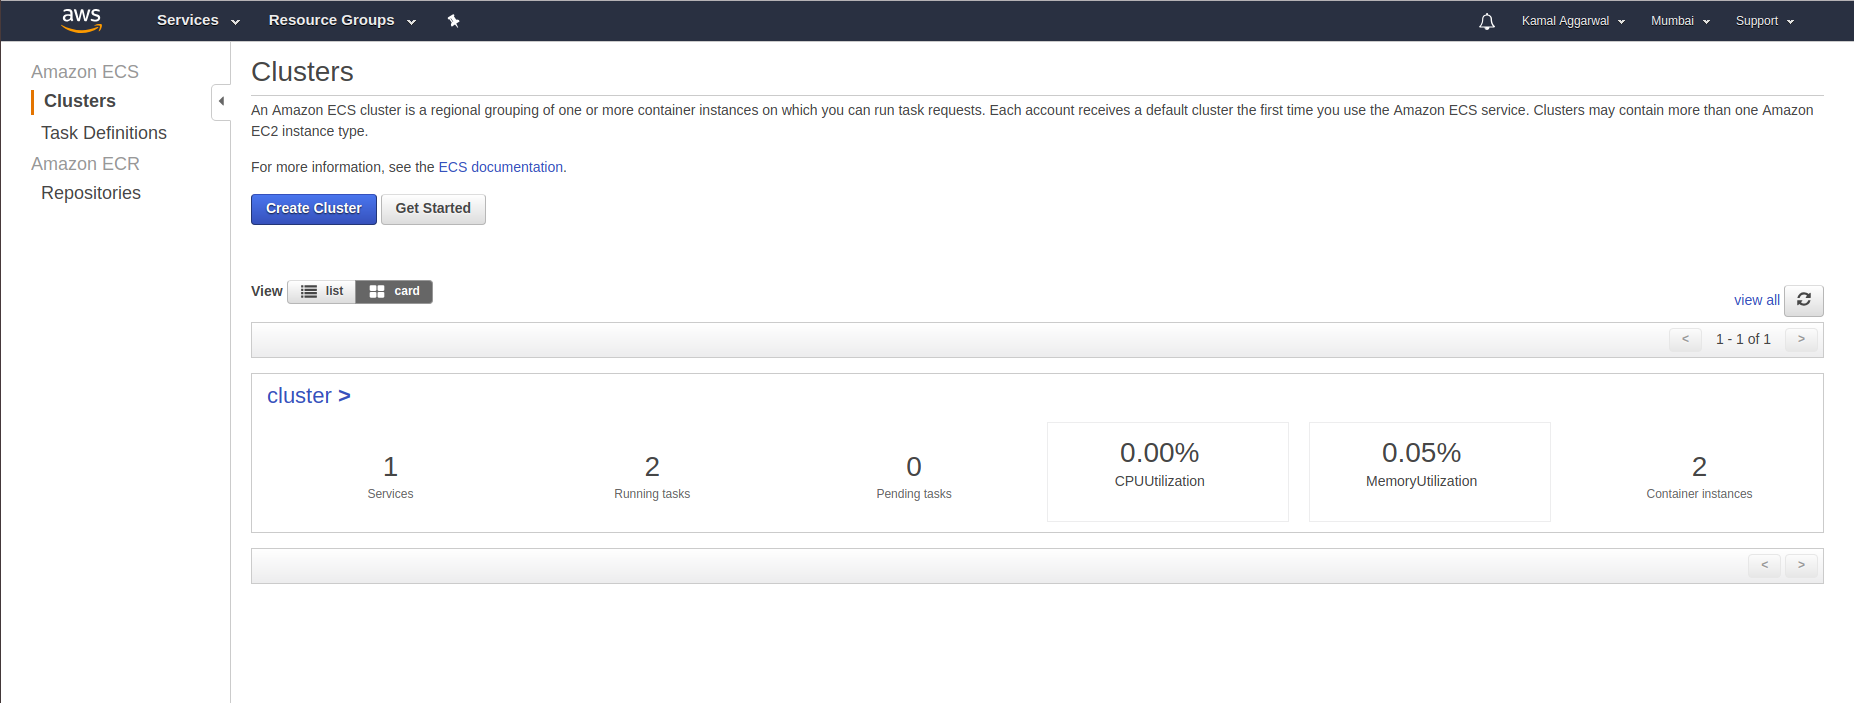 aws Services Resource Groups Kamal Aggarwal Mumbai Support
Amazon ECS
Clusters
Task Definitions
Amazon ECR
Repositories
Clusters
An Amazon ECS cluster is a regional grouping of one or more container instances on which you can run task requests. Each account receives a default cluster the first time you use the Amazon ECS service. Clusters may contain more than one Amazon
EC2 instance type.
For more information, see the ECS documentation.
Create Cluster Get Started
View list card
view all
< 1 - 1 of 1 >
cluster >
1 2 0 0.00% 0.05% 2
Services Running tasks Pending tasks CPUUtilization MemoryUtilization Container instances
< >